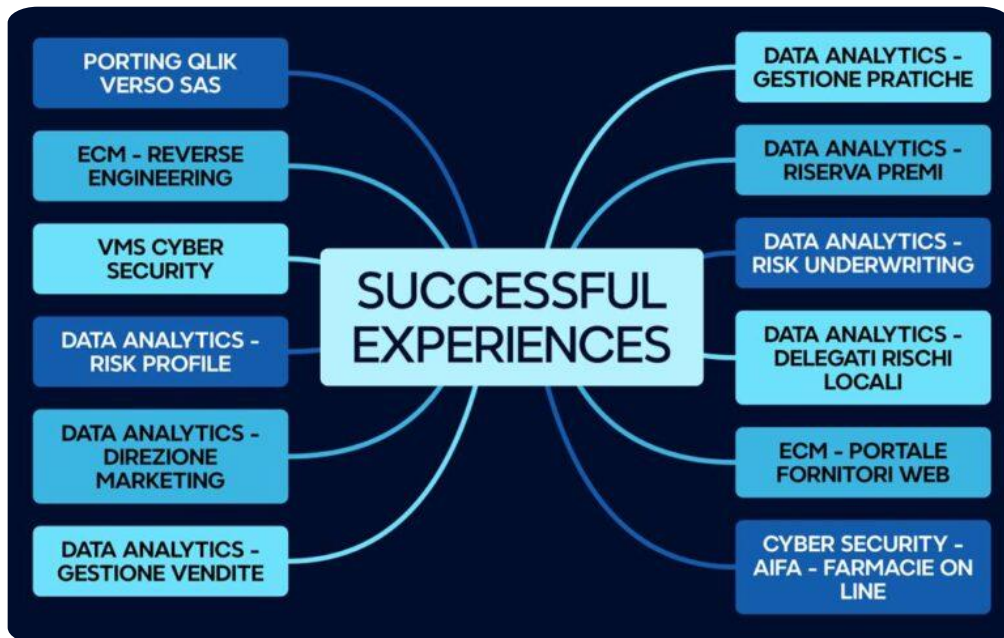 PORTING QLIK
VERSO SAS
ECM - REVERSE
ENGINEERING
VMS CYBER
SECURITY
DATA ANALYTICS -
RISK PROFILE
DATA ANALYTICS -
DIREZIONE
MARKETING
DATA ANALYTICS -
GESTIONE VENDITE
SUCCESSFUL
EXPERIENCES
DATA ANALYTICS -
GESTIONE PRATICHE
DATA ANALYTICS -
RISERVA PREMI
DATA ANALYTICS -
RISK UNDERWRITING
DATA ANALYTICS -
DELEGATI RISCHI
LOCALI
ECM - PORTALE
FORNITORI WEB
CYBER SECURITY -
AIFA - FARMACIE ON
LINE